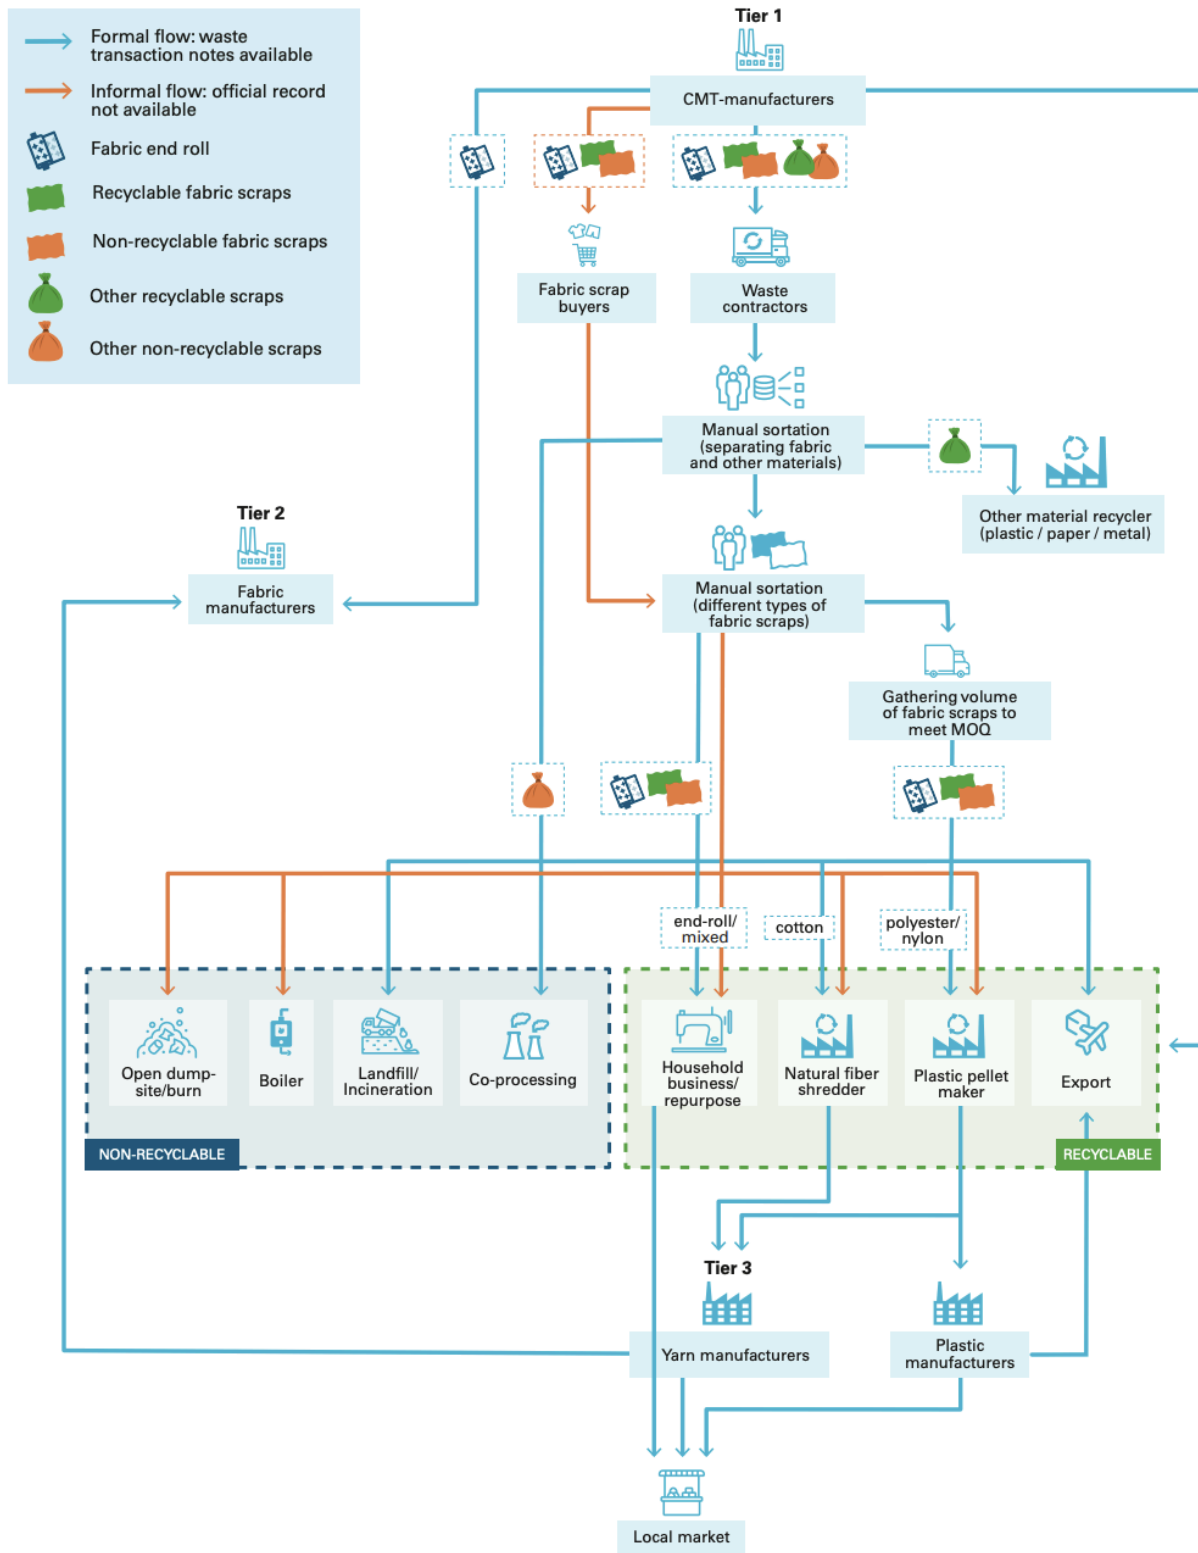 Formal flow: waste
transaction notes available
Informal flow: official record
not available
Fabric end roll
Recyclable fabric scraps
Non-recyclable fabric scraps
Other recyclable scraps
Other non-recyclable scraps
Tier 1
CMT-manufacturers
Fabric scrap
buyers
Waste
contractors
Manual sortation
(separating fabric
and other materials)
Other material recycler
(plastic / paper / metal)
Tier 2
Fabric
manufacturers
Manual sortation
(different types of
fabric scraps)
Gathering volume
of fabric scraps to
meet MOQ
end-roll/
mixed
cotton
polyester/
nylon
Open dump-
site/burn
Boiler
Landfill/
Incineration
Co-processing
Household
business/
repurpose
Natural fiber
shredder
Plastic pellet
maker
Export
NON-RECYCLABLE
RECYCLABLE
Tier 3
Yarn manufacturers
Plastic
manufacturers
Local market